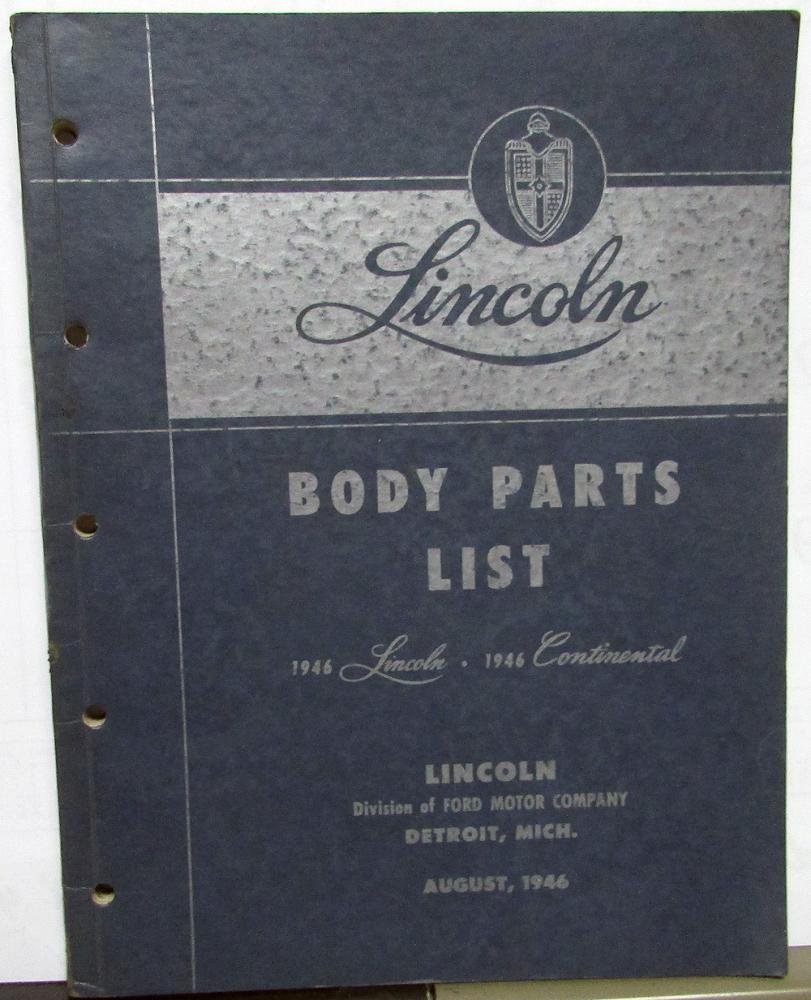 Lincoln
BODY PARTS
LIST
1946 Lincoln • 1946 Continental
LINCOLN
Division of FORD MOTOR COMPANY
DETROIT, MICH.
AUGUST, 1946